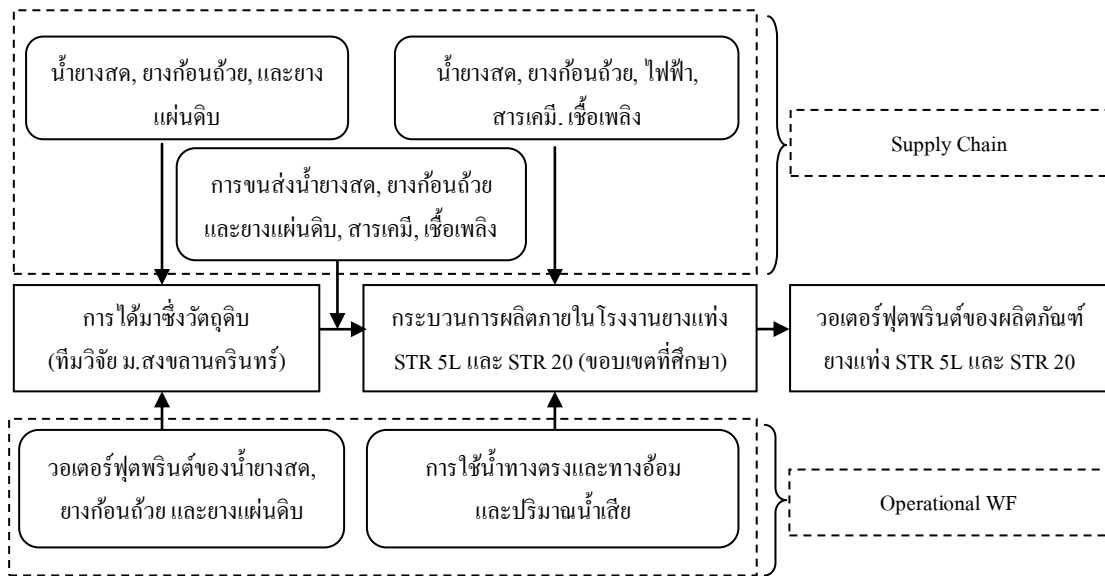 น้ำยางสด, ยางก้อนถ้วย, และยาง
แผ่นดิบ
น้ำยางสด, ยางก้อนถ้วย, ไฟฟ้า,
สารเคมี. เชื้อเพลิง
Supply Chain
การขนส่งน้ำยางสด, ยางก้อนถ้วย
และยางแผ่นดิบ, สารเคมี, เชื้อเพลิง
การได้มาซึ่งวัตถุดิบ
(ทีมวิจัย ม.สงขลานครินทร์)
กระบวนการผลิตภายในโรงงานยางแท่ง
STR 5L และ STR 20 (ขอบเขตที่ศึกษา)
วอเตอร์ฟุตพรินต์ของผลิตภัณฑ์
ยางแท่ง STR 5L และ STR 20
วอเตอร์ฟุตพรินต์ของน้ำยางสด,
ยางก้อนถ้วย และยางแผ่นดิบ
การใช้น้ำทางตรงและทางอ้อม
และปริมาณน้ำเสีย
Operational WF